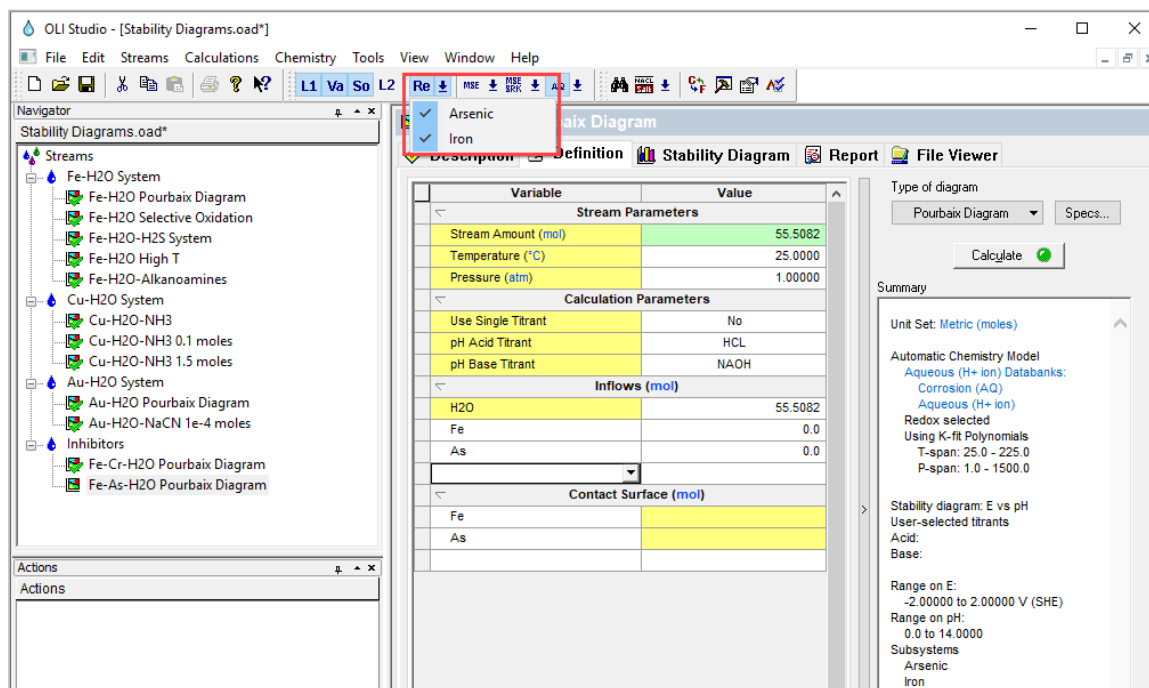 OLI Studio - [Stability Diagrams.oad*]
File Edit Streams Calculations Chemistry Tools View Window Help
L1 Va So L2 Re MSE MSE SRK AQ
Arsenic
Iron
Navigator
Stability Diagrams.oad*
Streams
Fe-H2O System
Fe-H2O Pourbaix Diagram
Fe-H2O Selective Oxidation
Fe-H2O-H2S System
Fe-H2O High T
Fe-H2O-Alkanoamines
Cu-H2O System
Cu-H2O-NH3
Cu-H2O-NH3 0.1 moles
Cu-H2O-NH3 1.5 moles
Au-H2O System
Au-H2O Pourbaix Diagram
Au-H2O-NaCN 1e-4 moles
Inhibitors
Fe-Cr-H2O Pourbaix Diagram
Fe-As-H2O Pourbaix Diagram
Actions
Actions
Diagram
Description Definition Stability Diagram Report File Viewer
Variable Value
Stream Parameters
Stream Amount (mol) 55.5082
Temperature (°C) 25.0000
Pressure (atm) 1.00000
Calculation Parameters
Use Single Titrant No
pH Acid Titrant HCL
pH Base Titrant NAOH
Inflows (mol)
H2O 55.5082
Fe 0.0
As 0.0
Contact Surface (mol)
Fe
As
Type of diagram
Pourbaix Diagram Specs...
Calculate
Summary
Unit Set: Metric (moles)
Automatic Chemistry Model
Aqueous (H+ ion) Databanks:
Corrosion (AQ)
Aqueous (H+ ion)
Redox selected
Using K-fit Polynomials
T-span: 25.0 - 225.0
P-span: 1.0 - 1500.0
Stability diagram: E vs pH
User-selected titrants
Acid:
Base:
Range on E:
-2.00000 to 2.00000 V (SHE)
Range on pH:
0.0 to 14.0000
Subsystems
Arsenic
Iron